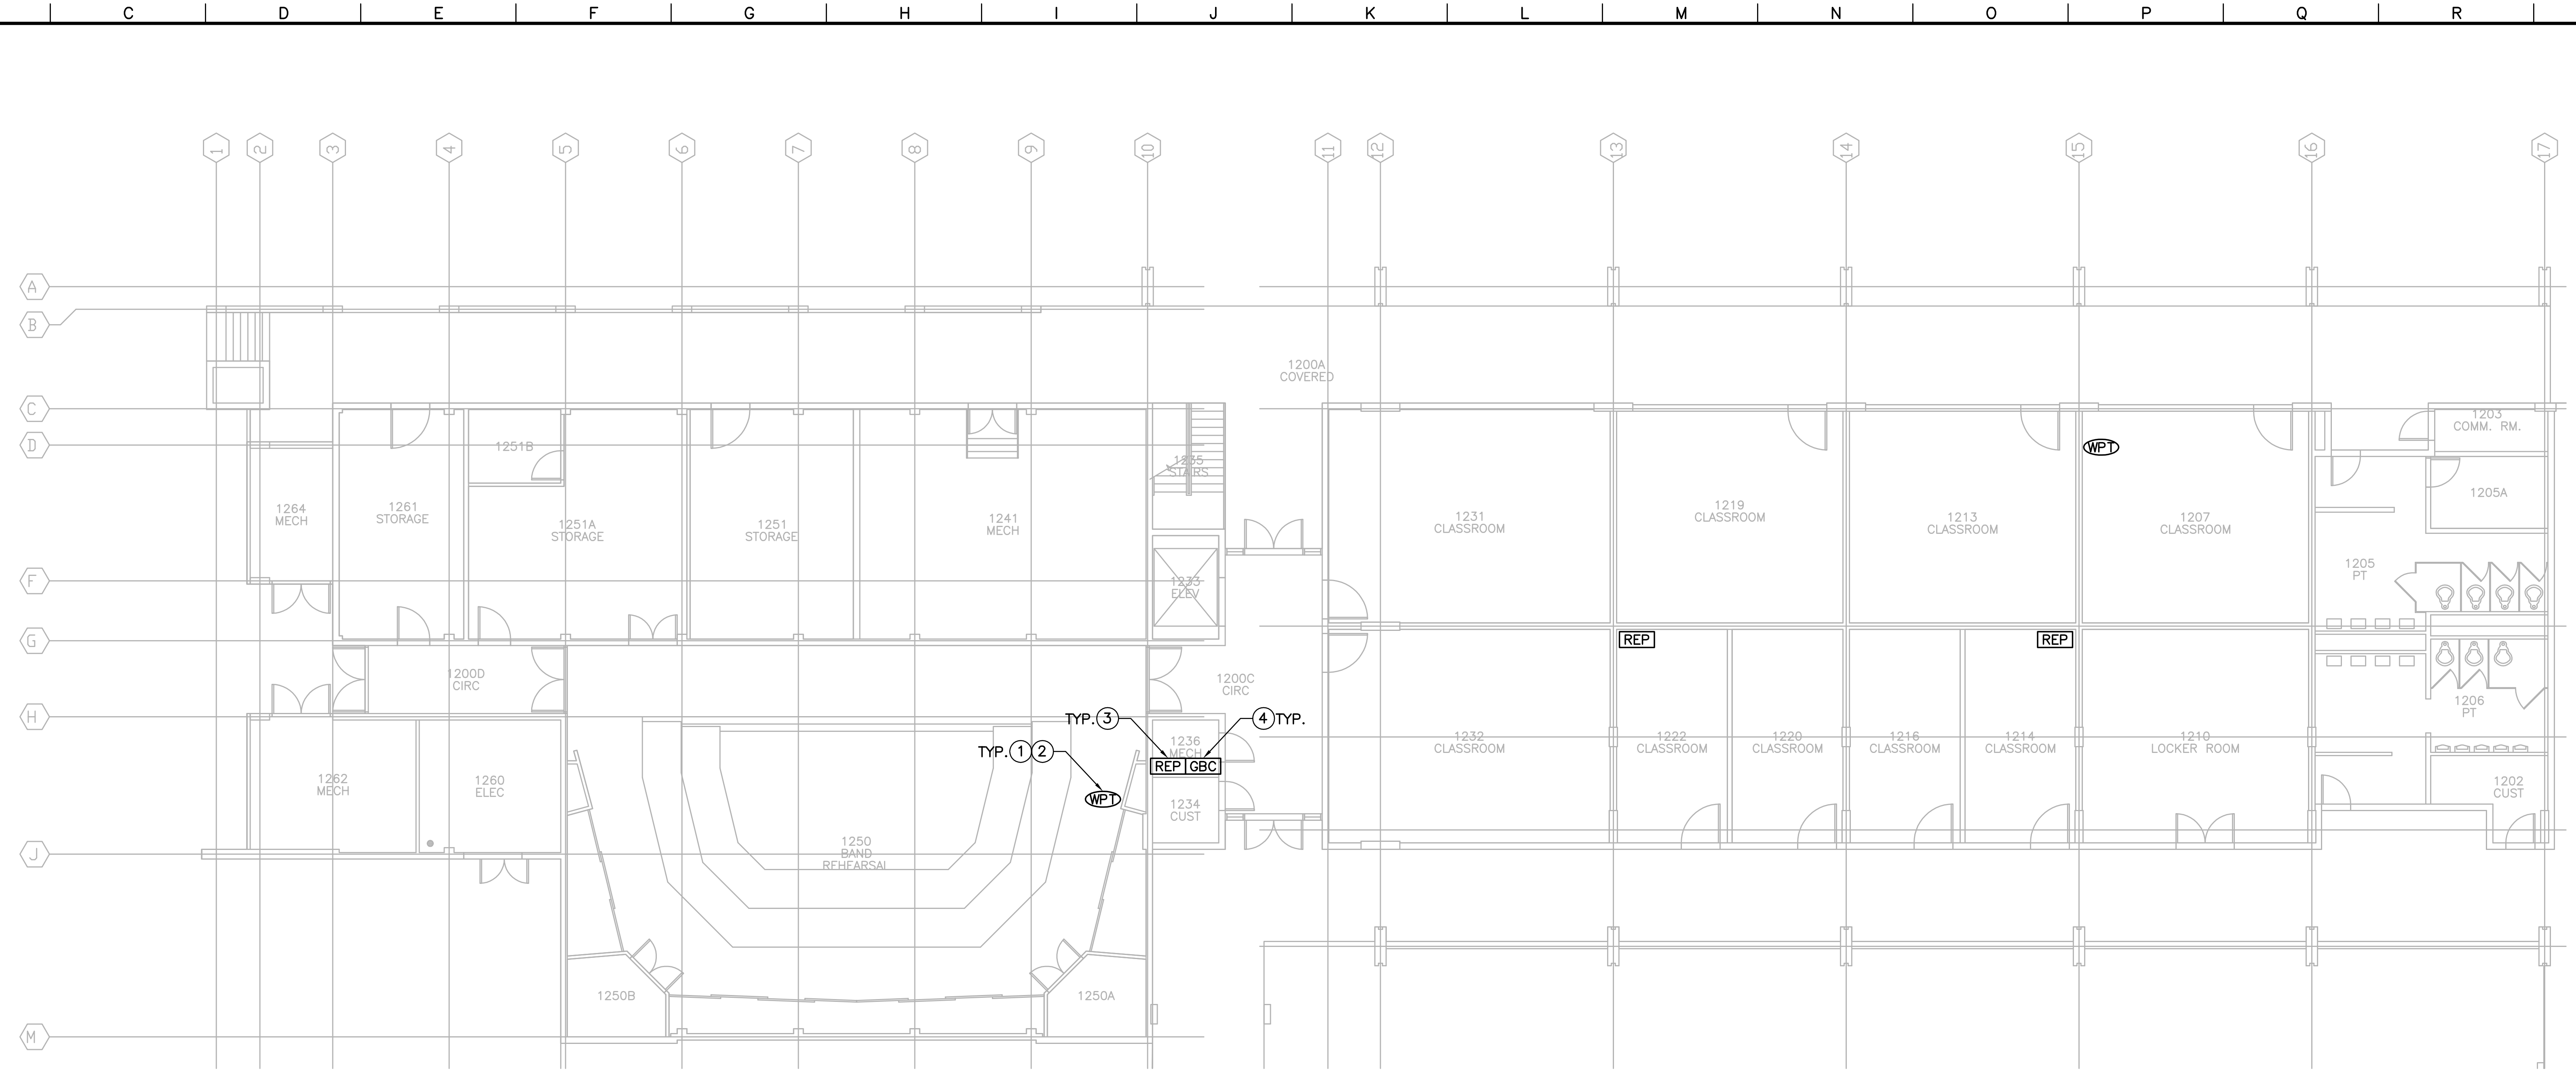 C D E F G H I J K L M N O P Q R
1 2 3 4 5 6 7 8 9 10 11 12 13 14 15 16 17
A
B
1200A
COVERED
C
1203
COMM. RM.
D
1251B
1235
STAIRS
WPT
1205A
1264
MECH
1261
STORAGE
1251A
STORAGE
1251
STORAGE
1241
MECH
1231
CLASSROOM
1219
CLASSROOM
1213
CLASSROOM
1207
CLASSROOM
F
1233
ELEV
1205
PT
G
REP
REP
1200D
CIRC
1200C
CIRC
H
TYP. 3
4 TYP.
1206
PT
TYP. 1 2
1236
MECH
1232
CLASSROOM
1222
CLASSROOM
1220
CLASSROOM
1216
CLASSROOM
1214
CLASSROOM
1210
LOCKER ROOM
REP GBC
1262
MECH
1260
ELEC
WPT
1234
CUST
1202
CUST
J
1250
BAND
REHEARSAL
1250B
1250A
M